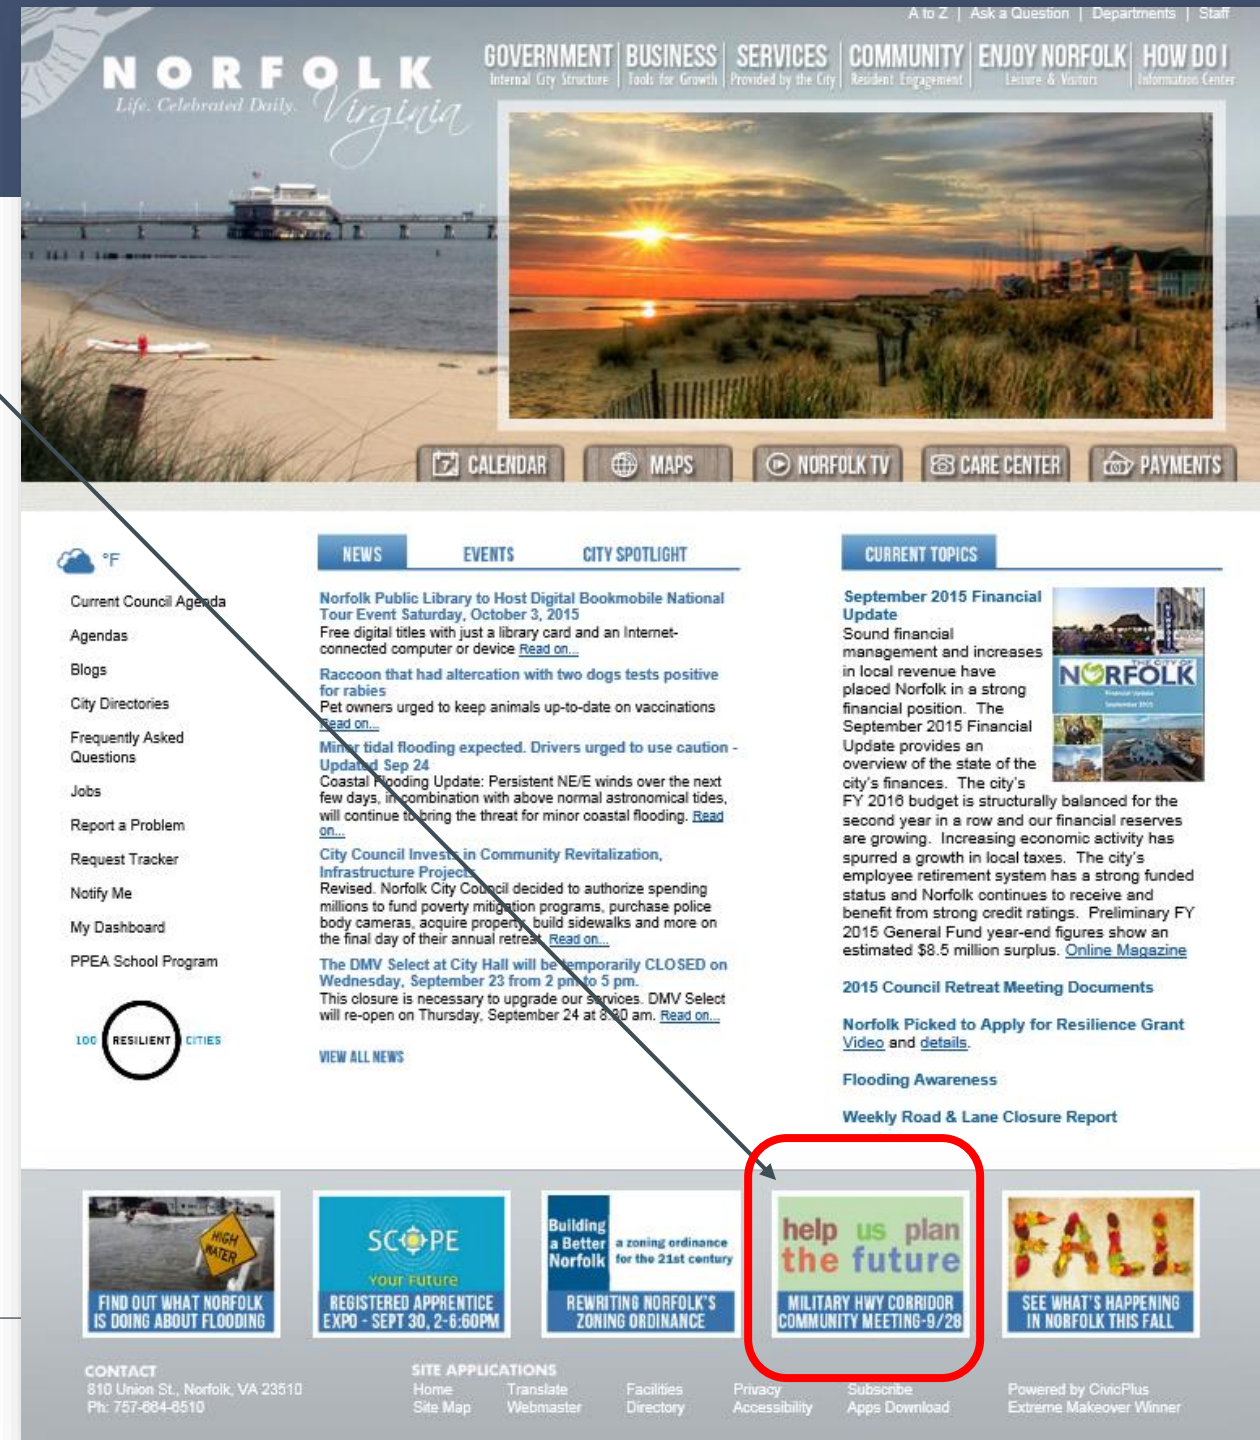 A to Z | Ask a Question | Departments | Staff
NORFOLK
Virginia
Life. Celebrated Daily.
GOVERNMENT
Internal City Structure
BUSINESS
Tools for Growth
SERVICES
Provided by the City
COMMUNITY
Resident Engagement
ENJOY NORFOLK
Leisure & Visitors
HOW DO I
Information Center
CALENDAR
MAPS
NORFOLK TV
CARE CENTER
PAYMENTS
°F
Current Council Agenda
Agendas
Blogs
City Directories
Frequently Asked
Questions
Jobs
Report a Problem
Request Tracker
Notify Me
My Dashboard
PPEA School Program
100 RESILIENT CITIES
NEWS EVENTS CITY SPOTLIGHT
Norfolk Public Library to Host Digital Bookmobile National
Tour Event Saturday, October 3, 2015
Free digital titles with just a library card and an Internet-
connected computer or device Read on...
Raccoon that had altercation with two dogs tests positive
for rabies
Pet owners urged to keep animals up-to-date on vaccinations
Read on...
Minor tidal flooding expected. Drivers urged to use caution -
Updated Sep 24
Coastal Flooding Update: Persistent NE/E winds over the next
few days, in combination with above normal astronomical tides,
will continue to bring the threat for minor coastal flooding. Read
on...
City Council Invests in Community Revitalization,
Infrastructure Projects
Revised. Norfolk City Council decided to authorize spending
millions to fund poverty mitigation programs, purchase police
body cameras, acquire property, build sidewalks and more on
the final day of their annual retreat. Read on...
The DMV Select at City Hall will be temporarily CLOSED on
Wednesday, September 23 from 2 pm to 5 pm.
This closure is necessary to upgrade our services. DMV Select
will re-open on Thursday, September 24 at 8:30 am. Read on...
VIEW ALL NEWS
CURRENT TOPICS
September 2015 Financial
Update
Sound financial
management and increases
in local revenue have
placed Norfolk in a strong
financial position. The
September 2015 Financial
Update provides an
overview of the state of the
city's finances. The city's
FY 2016 budget is structurally balanced for the
second year in a row and our financial reserves
are growing. Increasing economic activity has
spurred a growth in local taxes. The city's
employee retirement system has a strong funded
status and Norfolk continues to receive and
benefit from strong credit ratings. Preliminary FY
2015 General Fund year-end figures show an
estimated $8.5 million surplus. Online Magazine
THE CITY OF
NORFOLK
Financial Update
September 2015
2015 Council Retreat Meeting Documents
Norfolk Picked to Apply for Resilience Grant
Video and details.
Flooding Awareness
Weekly Road & Lane Closure Report
HIGH
WATER
FIND OUT WHAT NORFOLK
IS DOING ABOUT FLOODING
SCOPE
YOUR FUTURE
REGISTERED APPRENTICE
EXPO - SEPT 30, 2-6:60PM
Building
a Better
Norfolk
a zoning ordinance
for the 21st century
REWRITING NORFOLK'S
ZONING ORDINANCE
help us plan
the future
MILITARY HWY CORRIDOR
COMMUNITY MEETING-9/28
FALL
SEE WHAT'S HAPPENING
IN NORFOLK THIS FALL
CONTACT
810 Union St., Norfolk, VA 23510
Ph: 757-664-6510
SITE APPLICATIONS
Home Translate Facilities Privacy Subscribe
Site Map Webmaster Directory Accessibility Apps Download
Powered by CivicPlus
Extreme Makeover Winner